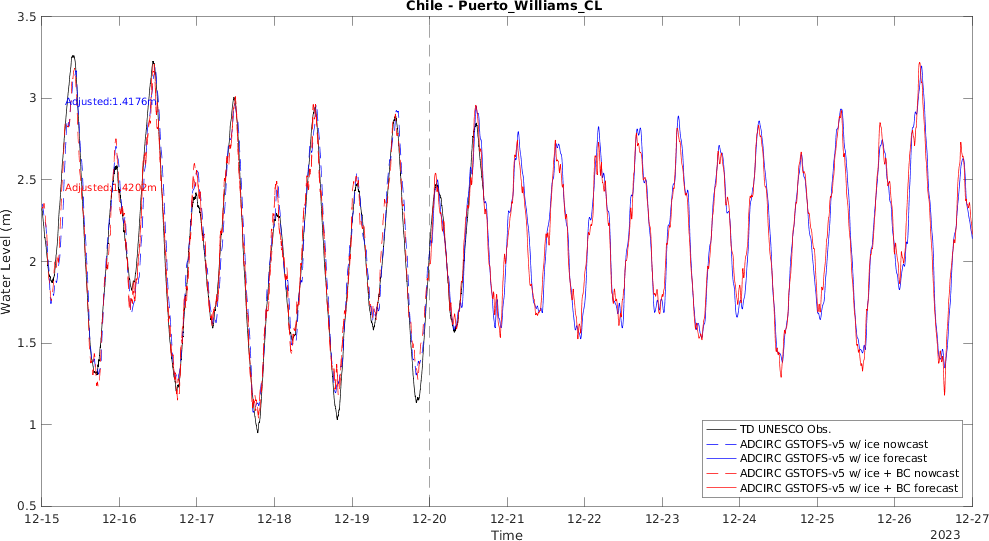 Chile - Puerto_Williams_CL
3.5
3
2.5
2
1.5
1
0.5
Water Level (m)
Adjusted:1.4176m
Adjusted:1.4202m
TD UNESCO Obs.
ADCIRC GSTOFS-v5 w/ ice nowcast
ADCIRC GSTOFS-v5 w/ ice forecast
ADCIRC GSTOFS-v5 w/ ice + BC nowcast
ADCIRC GSTOFS-v5 w/ ice + BC forecast
12-15 12-16 12-17 12-18 12-19 12-20 12-21 12-22 12-23 12-24 12-25 12-26 12-27
Time
2023